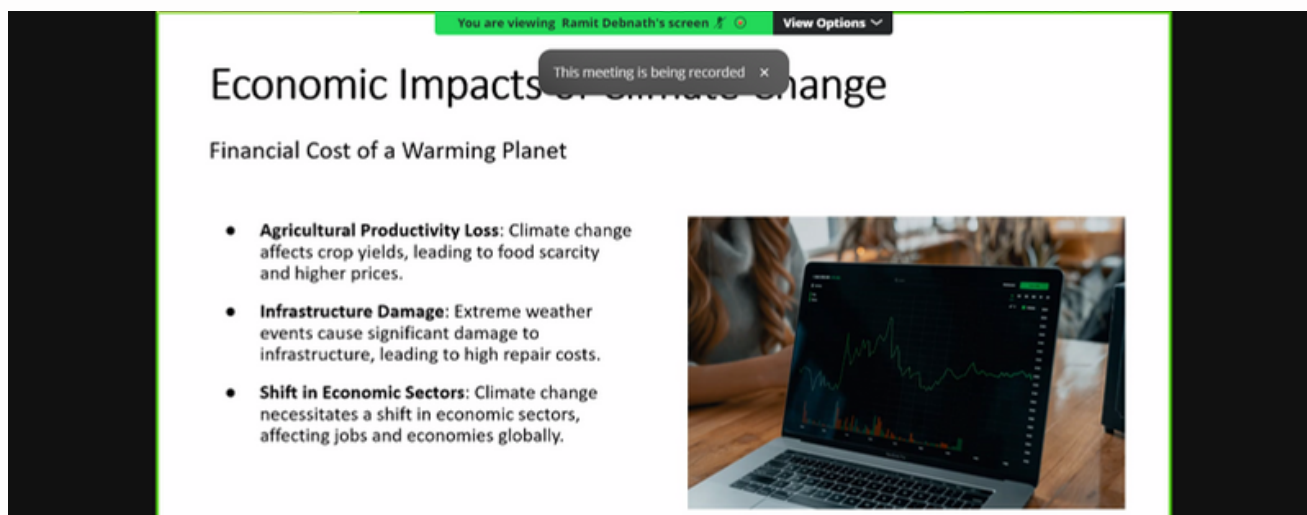 You are viewing Ramit Debnath's screen
View Options
This meeting is being recorded ×
Economic Impacts of Climate Change
Financial Cost of a Warming Planet
● Agricultural Productivity Loss: Climate change
affects crop yields, leading to food scarcity
and higher prices.
● Infrastructure Damage: Extreme weather
events cause significant damage to
infrastructure, leading to high repair costs.
● Shift in Economic Sectors: Climate change
necessitates a shift in economic sectors,
affecting jobs and economies globally.